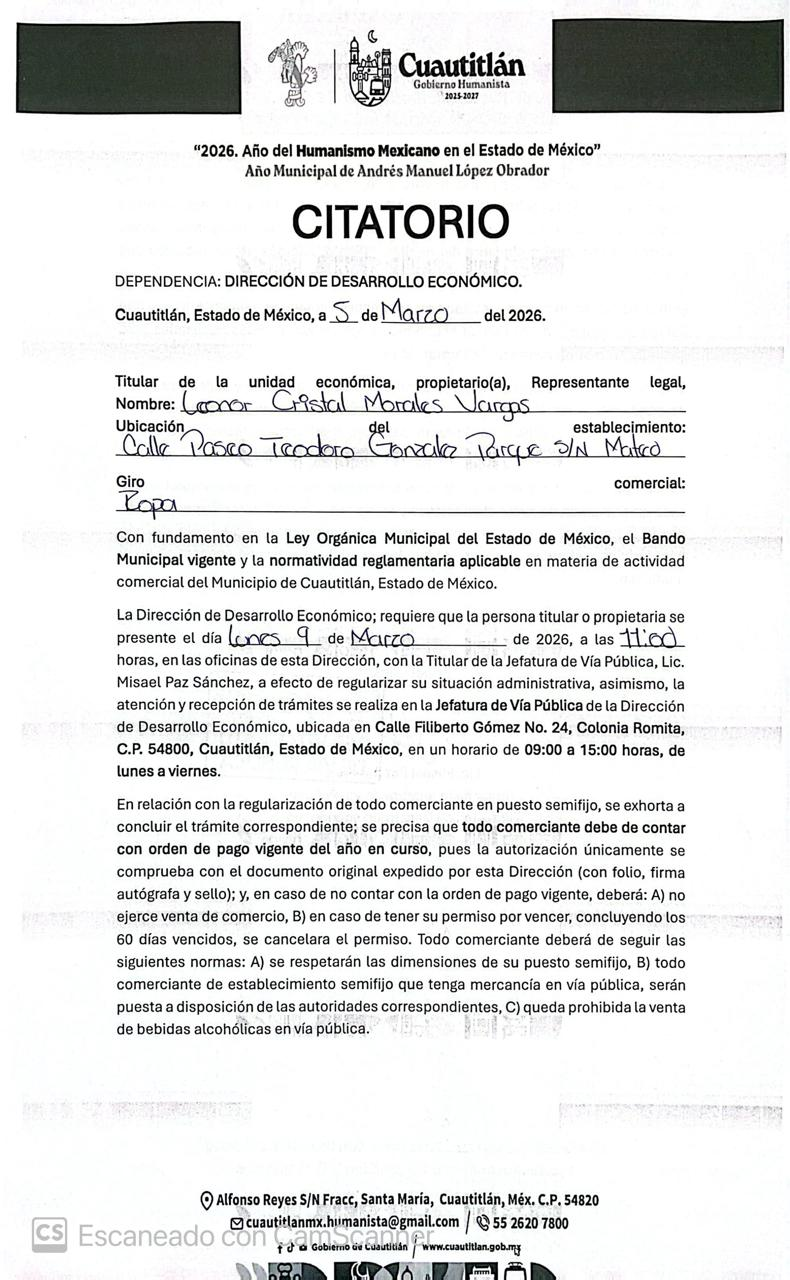 Cuautitlán
Gobierno Humanista
2025-2027
"2026. Año del Humanismo Mexicano en el Estado de México"
Año Municipal de Andrés Manuel López Obrador
CITATORIO
DEPENDENCIA: DIRECCIÓN DE DESARROLLO ECONÓMICO.
Cuautitlán, Estado de México, a 5 de Marzo del 2026.
Titular de la unidad económica, propietario(a), Representante legal,
Nombre: Leonor Cristal Morales Vargas
Ubicación del establecimiento:
Calle Paseo Teodoro Gonzalez Parque S/N Mateo
Giro comercial:
Ropa
Con fundamento en la Ley Orgánica Municipal del Estado de México, el Bando
Municipal vigente y la normatividad reglamentaria aplicable en materia de actividad
comercial del Municipio de Cuautitlán, Estado de México.
La Dirección de Desarrollo Económico; requiere que la persona titular o propietaria se
presente el día lunes 9 de Marzo de 2026, a las 11:00
horas, en las oficinas de esta Dirección, con la Titular de la Jefatura de Vía Pública, Lic.
Misael Paz Sánchez, a efecto de regularizar su situación administrativa, asimismo, la
atención y recepción de trámites se realiza en la Jefatura de Vía Pública de la Dirección
de Desarrollo Económico, ubicada en Calle Filiberto Gómez No. 24, Colonia Romita,
C.P. 54800, Cuautitlán, Estado de México, en un horario de 09:00 a 15:00 horas, de
lunes a viernes.
En relación con la regularización de todo comerciante en puesto semifijo, se exhorta a
concluir el trámite correspondiente; se precisa que todo comerciante debe de contar
con orden de pago vigente del año en curso, pues la autorización únicamente se
comprueba con el documento original expedido por esta Dirección (con folio, firma
autógrafa y sello); y, en caso de no contar con la orden de pago vigente, deberá: A) no
ejerce venta de comercio, B) en caso de tener su permiso por vencer, concluyendo los
60 días vencidos, se cancelara el permiso. Todo comerciante deberá de seguir las
siguientes normas: A) se respetarán las dimensiones de su puesto semifijo, B) todo
comerciante de establecimiento semifijo que tenga mercancía en vía pública, serán
puesta a disposición de las autoridades correspondientes, C) queda prohibida la venta
de bebidas alcohólicas en vía pública.
Alfonso Reyes S/N Fracc, Santa María, Cuautitlán, Méx. C.P. 54820
cuautitlanmx.humanista@gmail.com / 55 2620 7800
Gobierno de Cuautitlán / www.cuautitlan.gob.mx
CS Escaneado con CamScanner